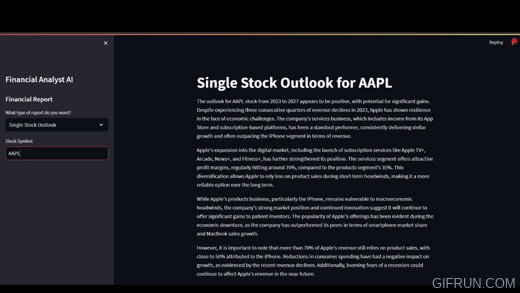 Deploy
×
Financial Analyst AI
Financial Report
What type of report do you want?
Single Stock Outlook
Stock Symbol
AAPL
Single Stock Outlook for AAPL
The outlook for AAPL stock from 2023 to 2027 appears to be positive, with potential for significant gains.
Despite experiencing three consecutive quarters of revenue declines in 2023, Apple has shown resilience
in the face of economic challenges. The company's services business, which includes income from its App
Store and subscription-based platforms, has been a standout performer, consistently delivering stellar
growth and often outpacing the iPhone segment in terms of revenue.
Apple's expansion into the digital market, including the launch of subscription services like Apple TV+,
Arcade, News+, and Fitness+, has further strengthened its position. The services segment offers attractive
profit margins, regularly hitting around 70%, compared to the products segment's 35%. This
diversification allows Apple to rely less on product sales during short-term headwinds, making it a more
reliable option over the long term.
While Apple's products business, particularly the iPhone, remains vulnerable to macroeconomic
headwinds, the company's strong market position and continued innovation suggest it will continue to
offer significant gains to patient investors. The popularity of Apple's offerings has been evident during the
economic downturn, as the company has outperformed its peers in terms of smartphone market share
and MacBook sales growth.
However, it is important to note that more than 70% of Apple's revenue still relies on product sales, with
close to 50% attributed to the iPhone. Reductions in consumer spending have had a negative impact on
growth, as evidenced by the recent revenue declines. Additionally, looming fears of a recession could
continue to affect Apple's revenue in the near future.
GIFRUN.COM